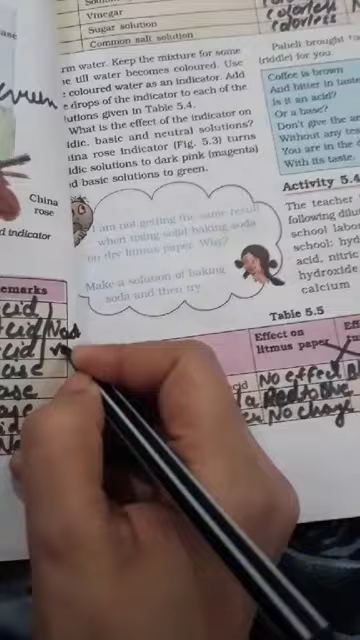 Vinegar
Sugar solution
Common salt solution
colorless
colorless
rm water. Keep the mixture for some
e till water becomes coloured. Use
coloured water as an indicator. Add
e drops of the indicator to each of the
utions given in Table 5.4.
What is the effect of the indicator on
idic, basic and neutral solutions?
ina rose Indicator (Fig. 5.3) turns
idic solutions to dark pink (magenta)
d basic solutions to green.
China
rose
d indicator
I am not getting the same result
when using solid baking soda
on dry litmus paper. Why?
Make a solution of baking
soda and then try.
Paheli brought
(riddle) for you.
Coffee is brown
And bitter in taste
Is it an acid?
Or a base?
Don't give the an
Without any te
You are in the d
With its taste.
Activity 5.4
The teacher
following dil
school labor
school: hy
acid, nitric
hydroxide
calcium
Table 5.5
Effect on
litmus paper
No effect
Red to Blue
No change
emarks
cid
cid
ase
ase